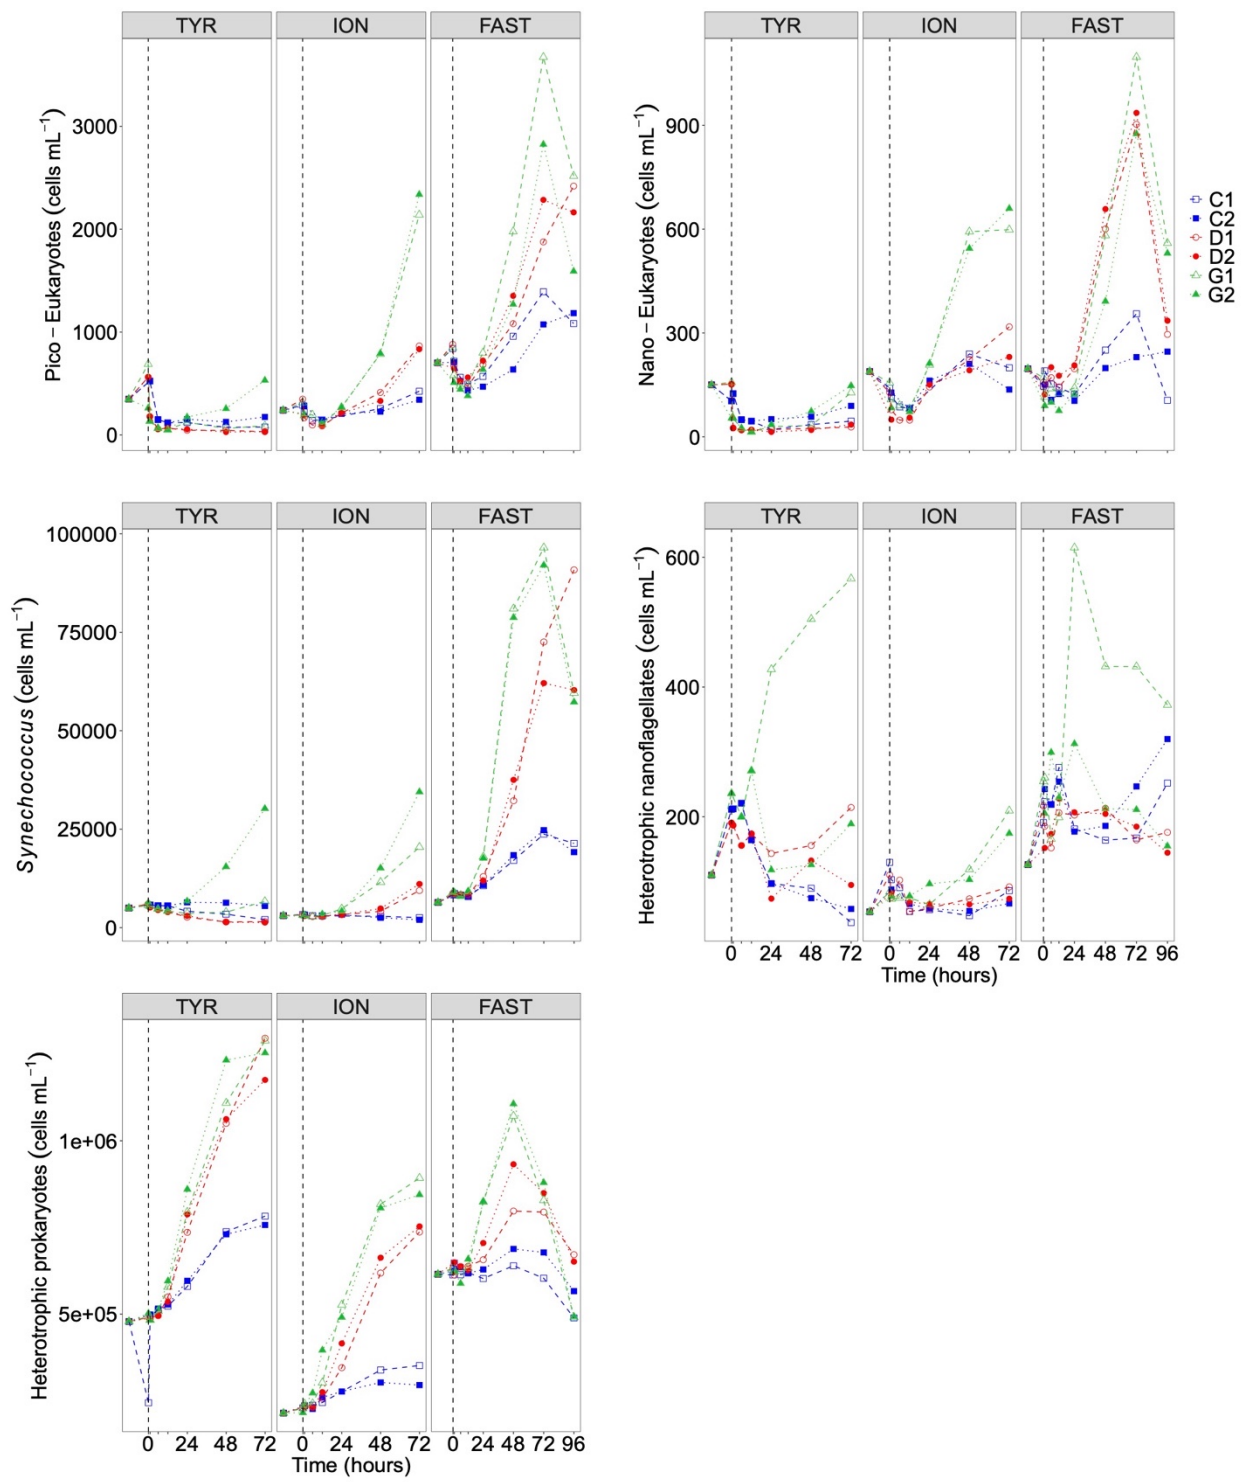 TYR ION FAST
Pico – Eukaryotes (cells mL⁻¹)
3000
2000
1000
0
TYR ION FAST
Nano – Eukaryotes (cells mL⁻¹)
900
600
300
0
C1
C2
D1
D2
G1
G2
TYR ION FAST
Synechococcus (cells mL⁻¹)
100000
75000
50000
25000
0
TYR ION FAST
Heterotrophic nanoflagellates (cells mL⁻¹)
600
400
200
0 24 48 72 0 24 48 72 0 24 48 72 96
Time (hours)
TYR ION FAST
Heterotrophic prokaryotes (cells mL⁻¹)
1e+06
5e+05
0 24 48 72 0 24 48 72 0 24 48 72 96
Time (hours)